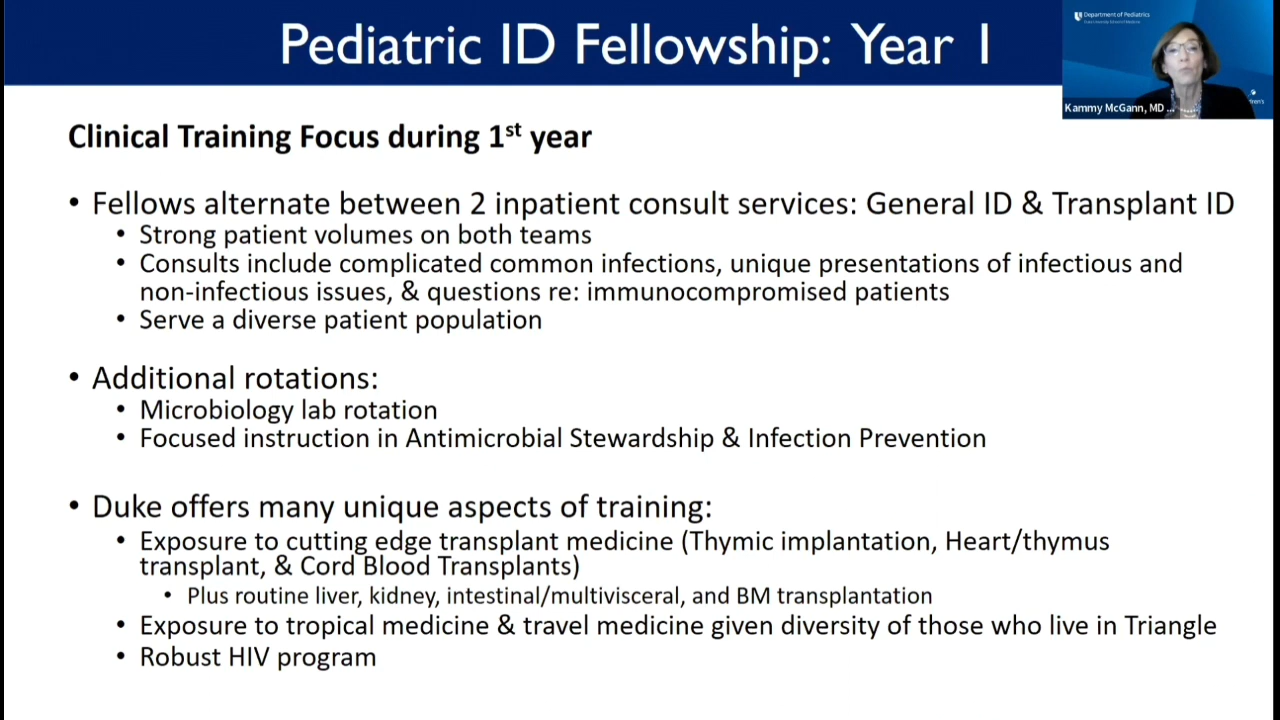 Pediatric ID Fellowship: Year 1
Department of Pediatrics
Kammy McGann, MD ...
Clinical Training Focus during 1st year
• Fellows alternate between 2 inpatient consult services: General ID & Transplant ID
• Strong patient volumes on both teams
• Consults include complicated common infections, unique presentations of infectious and
non-infectious issues, & questions re: immunocompromised patients
• Serve a diverse patient population
• Additional rotations:
• Microbiology lab rotation
• Focused instruction in Antimicrobial Stewardship & Infection Prevention
• Duke offers many unique aspects of training:
• Exposure to cutting edge transplant medicine (Thymic implantation, Heart/thymus
transplant, & Cord Blood Transplants)
• Plus routine liver, kidney, intestinal/multivisceral, and BM transplantation
• Exposure to tropical medicine & travel medicine given diversity of those who live in Triangle
• Robust HIV program